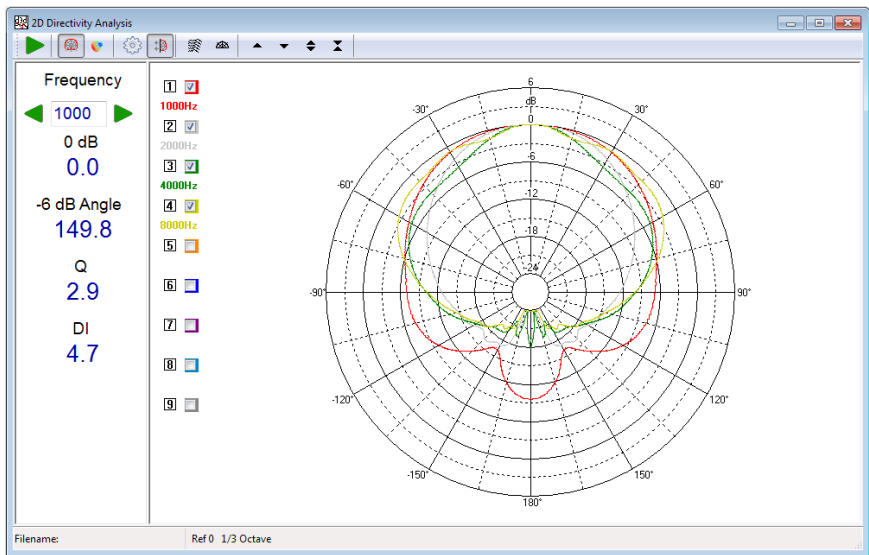 2D Directivity Analysis
Frequency
1000
0 dB
0.0
-6 dB Angle
149.8
Q
2.9
DI
4.7
1
1000Hz
2
2000Hz
3
4000Hz
4
8000Hz
5
6
7
8
9
6
dB
0
-6
-12
-18
-24
-30°
30°
-60°
60°
-90°
90°
-120°
120°
-150°
150°
180°
Filename:
Ref 0 1/3 Octave